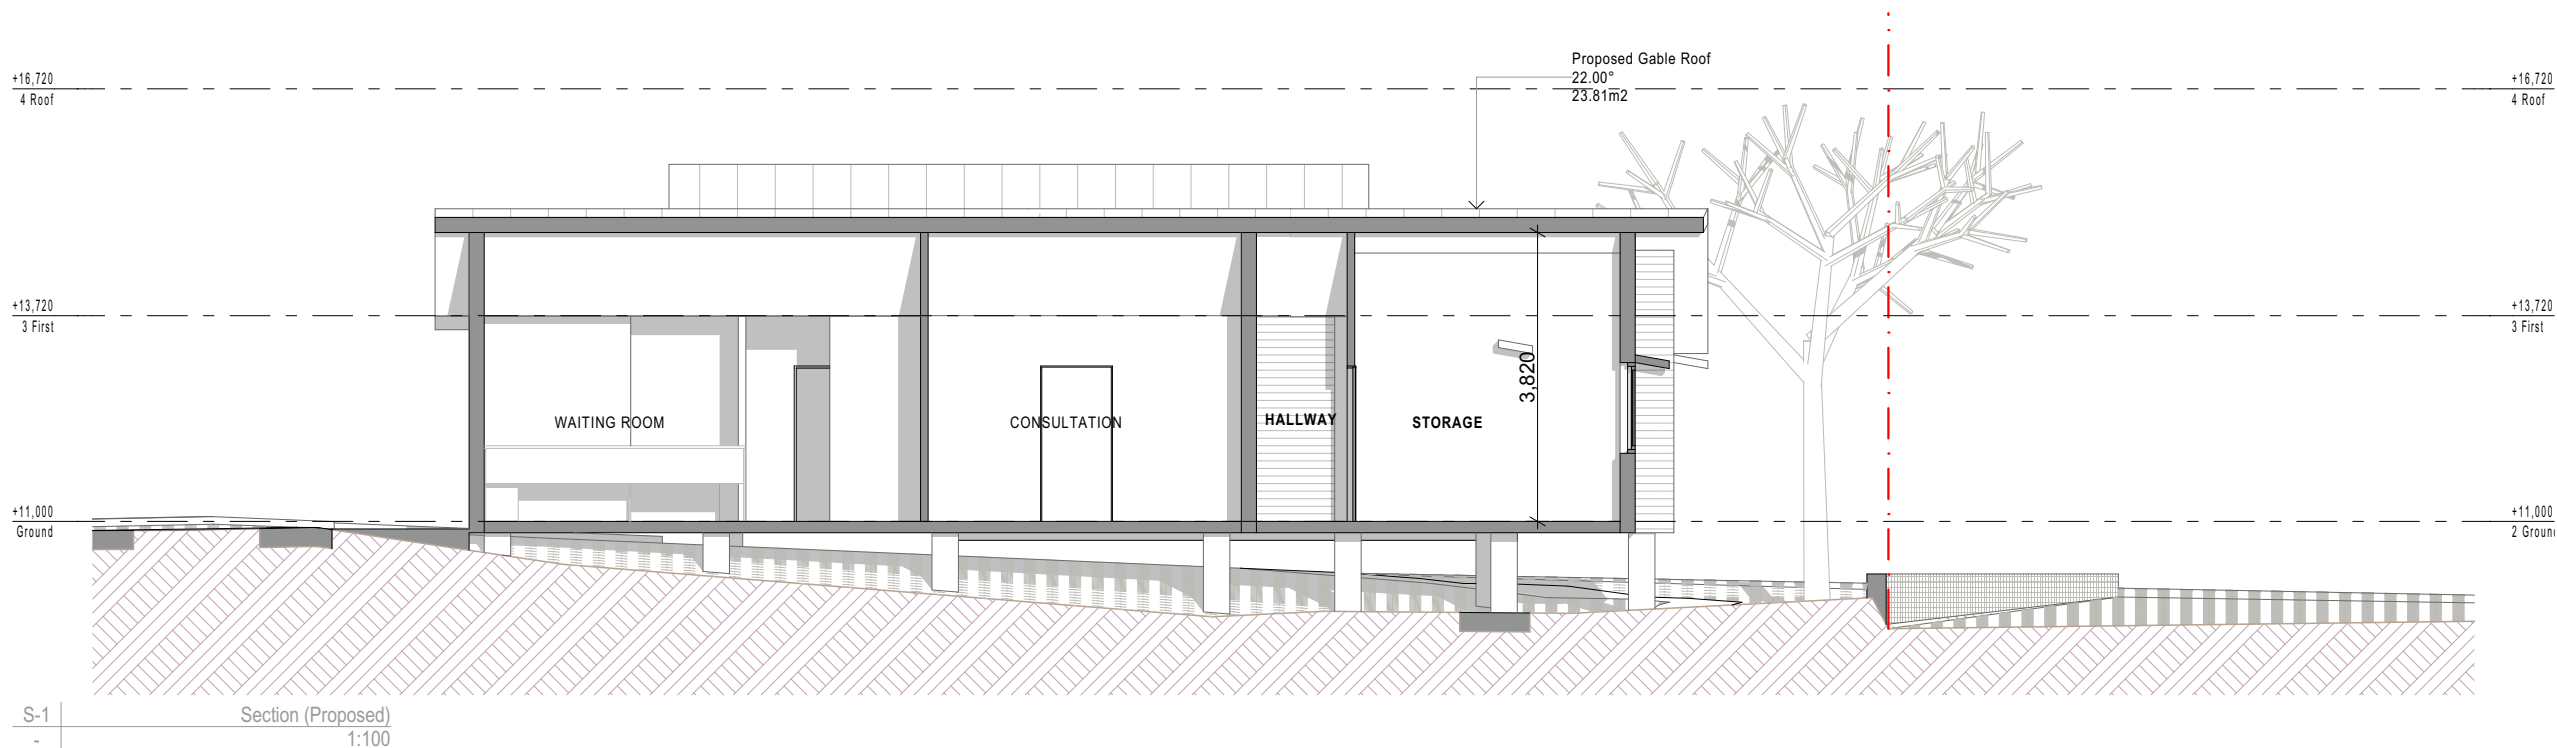 Proposed Gable Roof
22.00°
23.81m2
+16,720
4 Roof
+16,720
4 Roof
+13,720
3 First
+13,720
3 First
3,820
WAITING ROOM
CONSULTATION
HALLWAY
STORAGE
+11,000
Ground
+11,000
2 Groun
S-1
Section (Proposed)
-
1:100